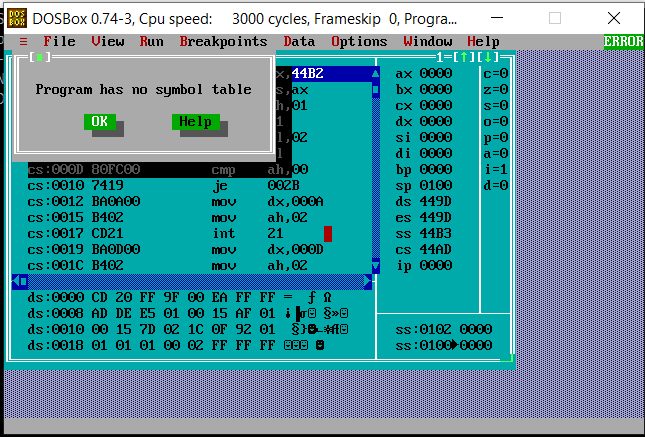 DOSBox 0.74-3, Cpu speed: 3000 cycles, Frameskip 0, Progra...
≡ File View Run Breakpoints Data Options Window Help ERROR
[■] 1=[↑][↓]
Program has no symbol table
OK Help
x,44B2 ax 0000 c=0
s,ax bx 0000 z=0
h,01 cx 0000 s=0
dx 0000 o=0
l,02 si 0000 p=0
l di 0000 a=0
cs:000D 80FC00 cmp ah,00 bp 0000 i=1
cs:0010 7419 je 002B sp 0100 d=0
cs:0012 BA0A00 mov dx,000A ds 449D
cs:0015 B402 mov ah,02 es 449D
cs:0017 CD21 int 21 ss 44B3
cs:0019 BA0D00 mov dx,000D cs 44AD
cs:001C B402 mov ah,02 ip 0000
ds:0000 CD 20 FF 9F 00 EA FF FF = ƒ Ω
ds:0008 AD DE E5 01 00 15 AF 01 ¡▐σ☺ §»☺
ds:0010 00 15 7D 02 1C 0F 92 01 §}☻∟☼Æ☺ ss:0102 0000
ds:0018 01 01 01 00 02 FF FF FF ☺☺☺ ☻ ss:0100►0000